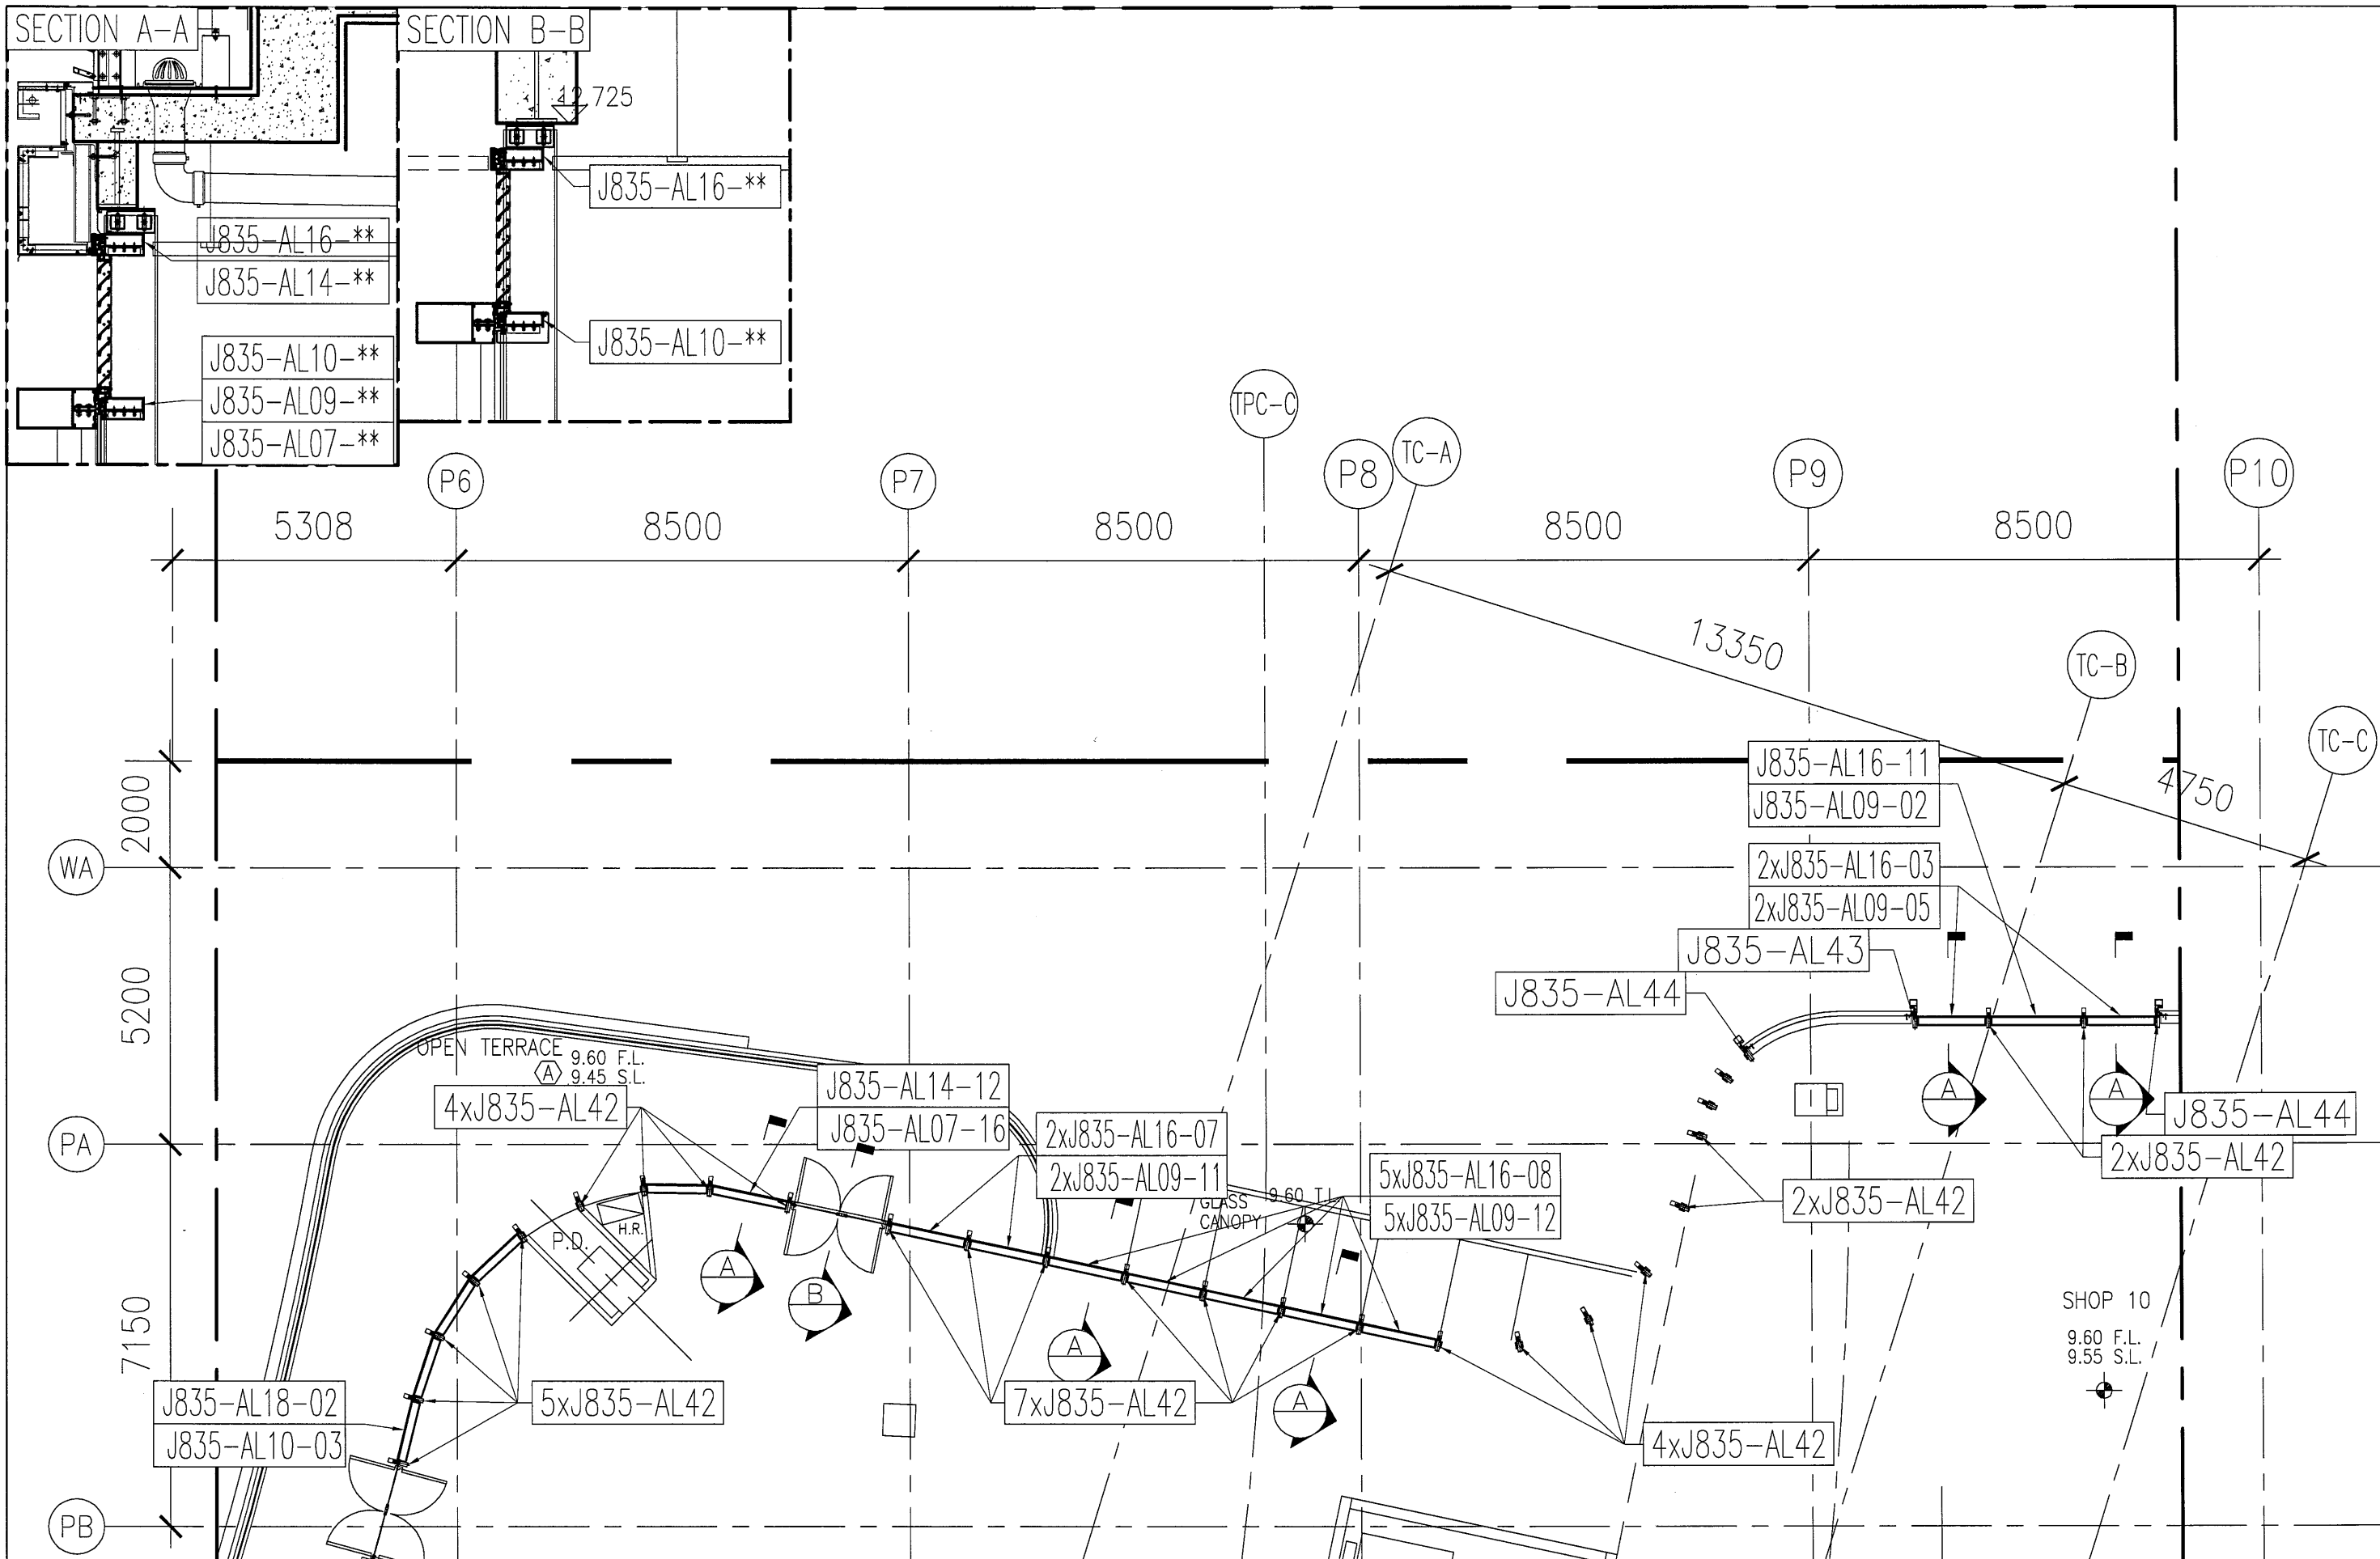 SECTION A-A
SECTION B-B
12.725
J835-AL16-**
J835-AL16-**
J835-AL14-**
J835-AL10-**
J835-AL10-**
J835-AL09-**
J835-AL07-**
TPC-C
TC-A
P6
P7
P8
P9
P10
5308
8500
8500
8500
8500
13350
TC-B
TC-C
4750
J835-AL16-11
J835-AL09-02
2000
WA
2xJ835-AL16-03
2xJ835-AL09-05
J835-AL43
J835-AL44
5200
OPEN TERRACE
9.60 F.L.
A
9.45 S.L.
4xJ835-AL42
J835-AL14-12
J835-AL07-16
2xJ835-AL16-07
2xJ835-AL09-11
5xJ835-AL16-08
5xJ835-AL09-12
A
A
J835-AL44
2xJ835-AL42
PA
2xJ835-AL42
GLASS
CANOPY
9.60 T.L
H.R.
P.D.
A
B
A
A
7150
SHOP 10
9.60 F.L.
9.55 S.L.
J835-AL18-02
J835-AL10-03
5xJ835-AL42
7xJ835-AL42
4xJ835-AL42
PB